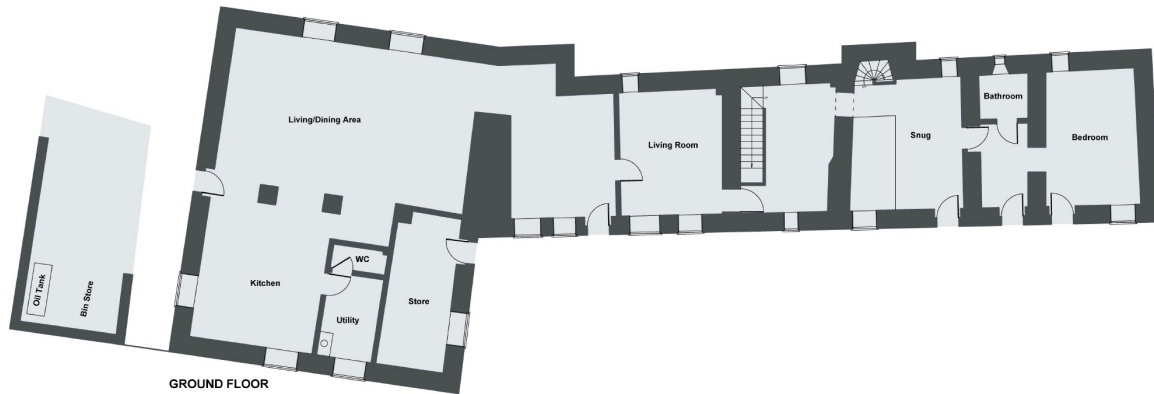 Living/Dining Area
Living Room
Snug
Bathroom
Bedroom
Kitchen
WC
Utility
Store
Oil Tank
Bin Store
GROUND FLOOR